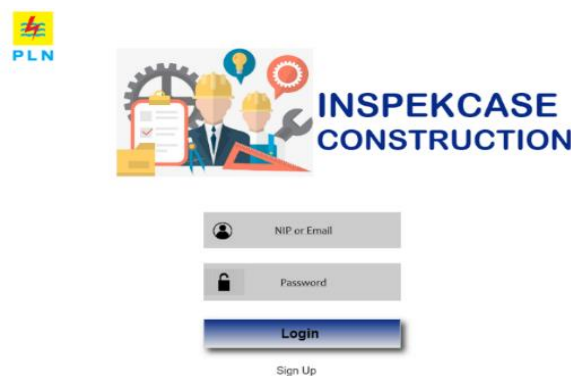 PLN
INSPEKCASE
CONSTRUCTION
NIP or Email
Password
Login
Sign Up